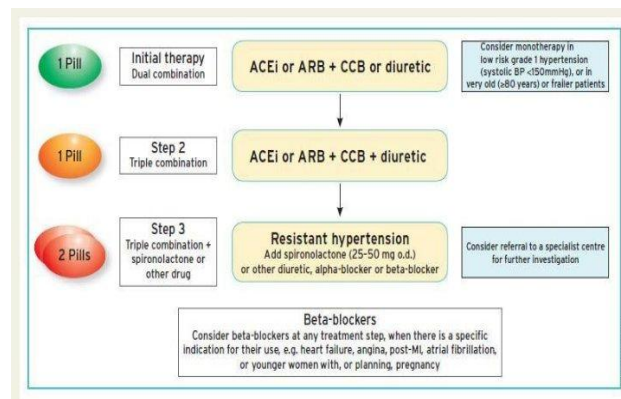 1 Pill
Initial therapy
Dual combination
ACEi or ARB + CCB or diuretic
Consider monotherapy in
low risk grade 1 hypertension
(systolic BP <150mmHg), or in
very old (≥80 years) or frailer patients
1 Pill
Step 2
Triple combination
ACEi or ARB + CCB + diuretic
2 Pills
Step 3
Triple combination +
spironolactone or
other drug
Resistant hypertension
Add spironolactone (25-50 mg o.d.)
or other diuretic, alpha-blocker or beta-blocker
Consider referral to a specialist centre
for further investigation
Beta-blockers
Consider beta-blockers at any treatment step, when there is a specific
indication for their use, e.g. heart failure, angina, post-MI, atrial fibrillation,
or younger women with, or planning, pregnancy